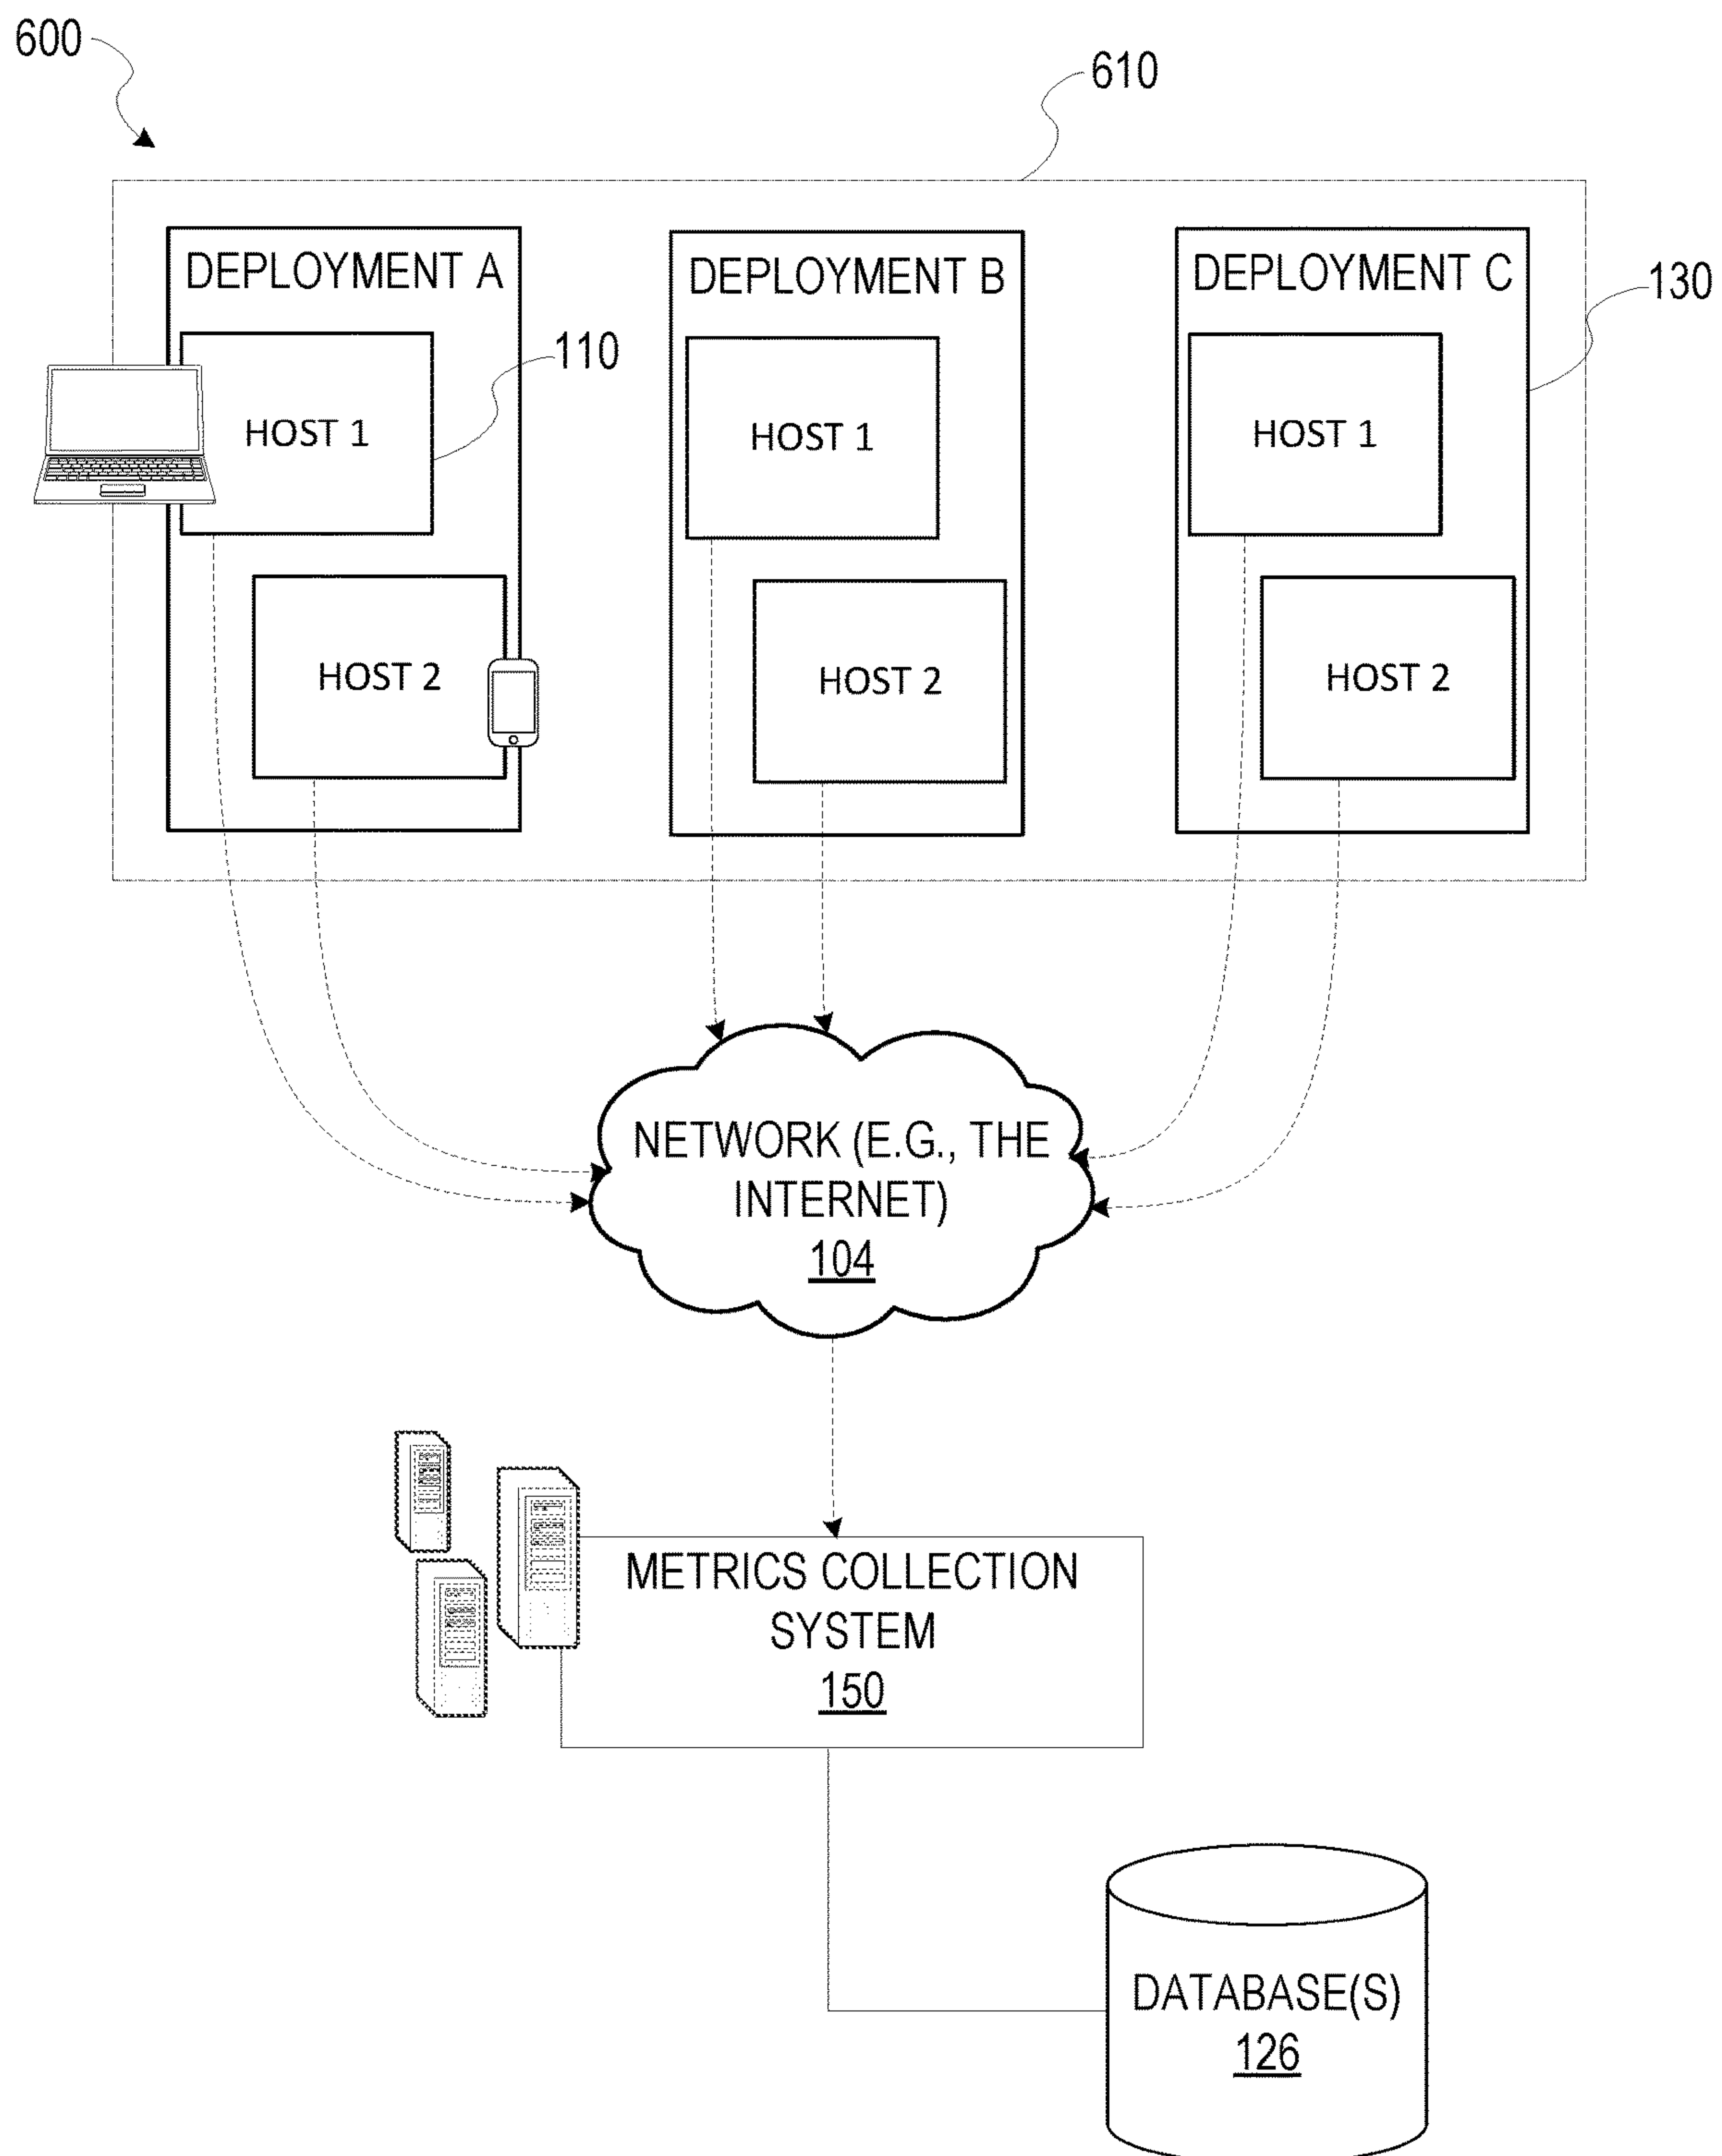 600
610
DEPLOYMENT A
DEPLOYMENT B
DEPLOYMENT C
130
HOST 1
110
HOST 1
HOST 1
HOST 2
HOST 2
HOST 2
NETWORK (E.G., THE
INTERNET)
104
METRICS COLLECTION
SYSTEM
150
DATABASE(S)
126